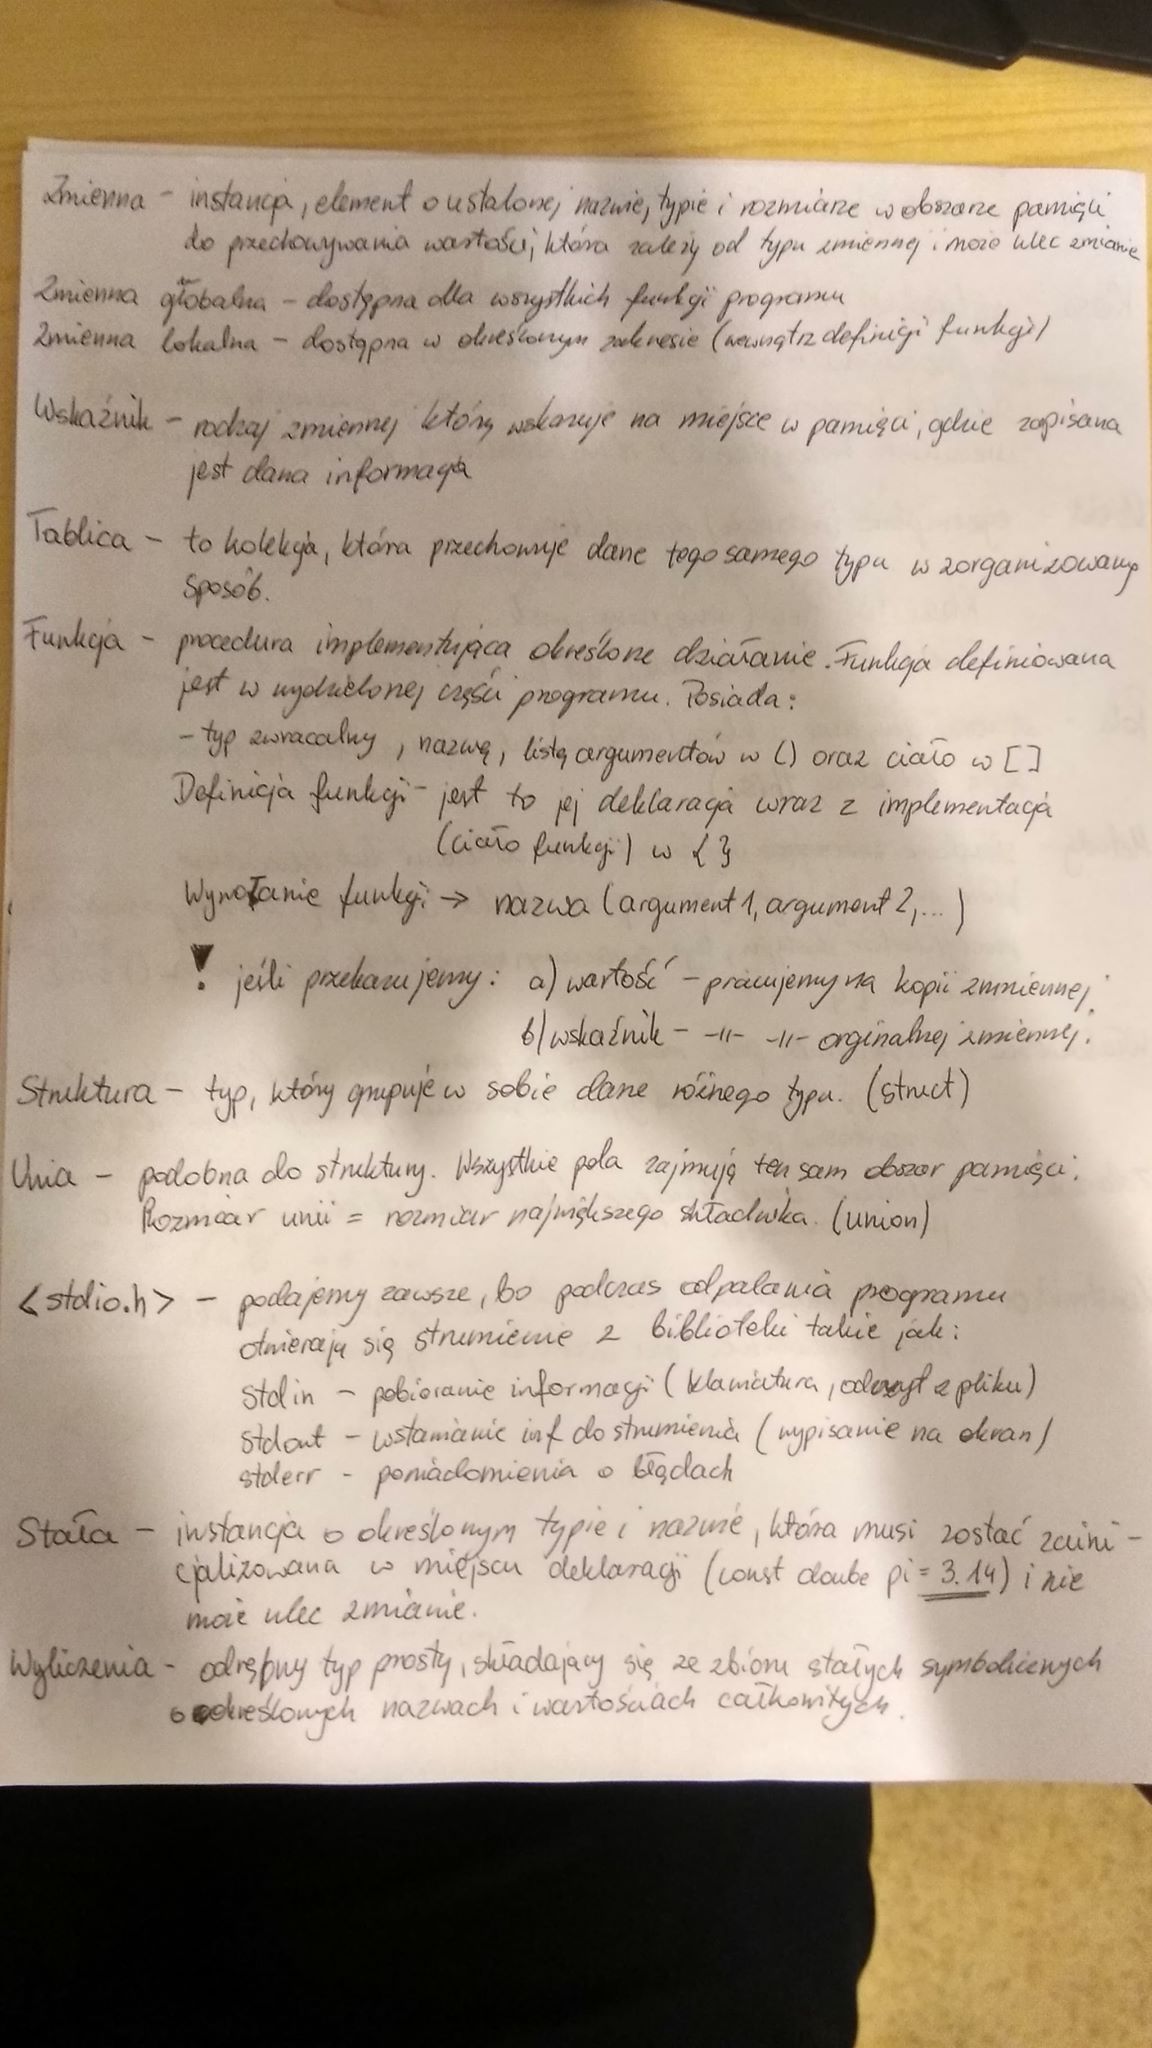 Zmienna - instancja, element o ustalonej nazwie, typie i rozmiarze w obszarze pamięci
do przechowywania wartości, która zależy od typu zmiennej i może ulec zmianie
Zmienna globalna - dostępna dla wszystkich funkcji programu
Zmienna lokalna - dostępna w określonym zakresie (wewnątrz definicji funkcji)
Wskaźnik - rodzaj zmiennej który wskazuje na miejsce w pamięci, gdzie zapisana
jest dana informacja
Tablica - to kolekcja, która przechowuje dane tego samego typu w zorganizowany
sposób.
Funkcja - procedura implementująca określone działanie. Funkcja definiowana
jest w wydzielonej części programu. Posiada:
- typ zwracalny, nazwę, listę argumentów w () oraz ciało w []
Definicja funkcji - jest to jej deklaracja wraz z implementacją
(ciało funkcji) w { }
Wywołanie funkcji → nazwa (argument 1, argument 2, ...)
! jeśli przekazujemy: a) wartość - pracujemy na kopii zmniennej.
b) wskaźnik - -||- -||- orginalnej zmiennej.
Struktura - typ, który grupuje w sobie dane różnego typu. (struct)
Unia - podobna do struktury. Wszystkie pola zajmują ten sam obszar pamięci.
Rozmiar unii = rozmiar największego składnika. (union)
<stdio.h> - podajemy zawsze, bo podczas odpalania programu
otwierają się strumienie z biblioteki takie jak:
stdin - pobieranie informacji (klawiatura, odczyt z pliku)
stdout - wstawianie inf do strumienia (wypisanie na ekran)
stderr - powiadomienia o błędach
Stała - instancja o określonym typie i nazwie, która musi zostać zaini-
cjalizowana w miejscu deklaracji (const doube pi = 3.14) i nie
może ulec zmianie.
Wyliczenia - odrębny typ prosty, składający się ze zbioru stałych symbolicznych
o określonych nazwach i wartościach całkowitych.